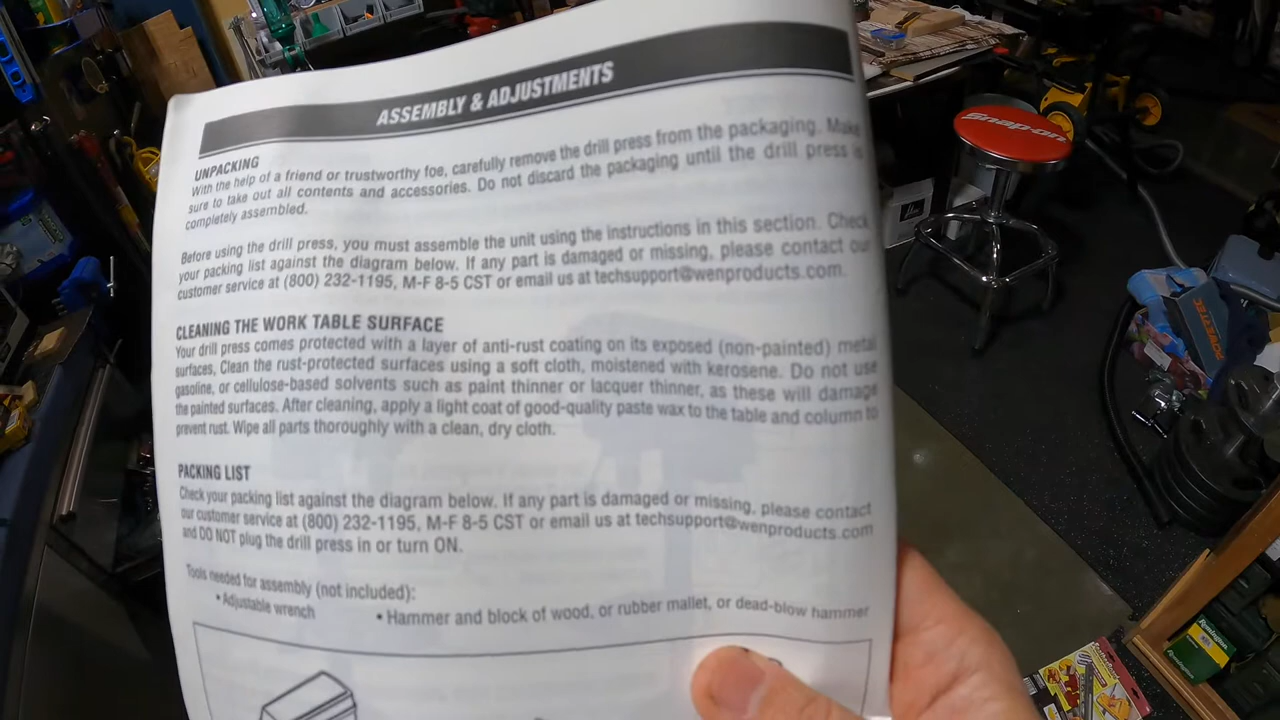 ASSEMBLY & ADJUSTMENTS
UNPACKING
With the help of a friend or trustworthy foe, carefully remove the drill press from the packaging. Make
sure to take out all contents and accessories. Do not discard the packaging until the drill press is
completely assembled.
Before using the drill press, you must assemble the unit using the instructions in this section. Check
your packing list against the diagram below. If any part is damaged or missing, please contact our
customer service at (800) 232-1195, M-F 8-5 CST or email us at techsupport@wenproducts.com.
CLEANING THE WORK TABLE SURFACE
Your drill press comes protected with a layer of anti-rust coating on its exposed (non-painted) metal
surfaces, Clean the rust-protected surfaces using a soft cloth, moistened with kerosene. Do not use
gasoline, or cellulose-based solvents such as paint thinner or lacquer thinner, as these will damage
the painted surfaces. After cleaning, apply a light coat of good-quality paste wax to the table and column to
prevent rust. Wipe all parts thoroughly with a clean, dry cloth.
PACKING LIST
Check your packing list against the diagram below. If any part is damaged or missing, please contact
our customer service at (800) 232-1195, M-F 8-5 CST or email us at techsupport@wenproducts.com
and DO NOT plug the drill press in or turn ON.
Tools needed for assembly (not included):
• Adjustable wrench
• Hammer and block of wood, or rubber mallet, or dead-blow hammer
Snap-on
POWERTEC
Remington